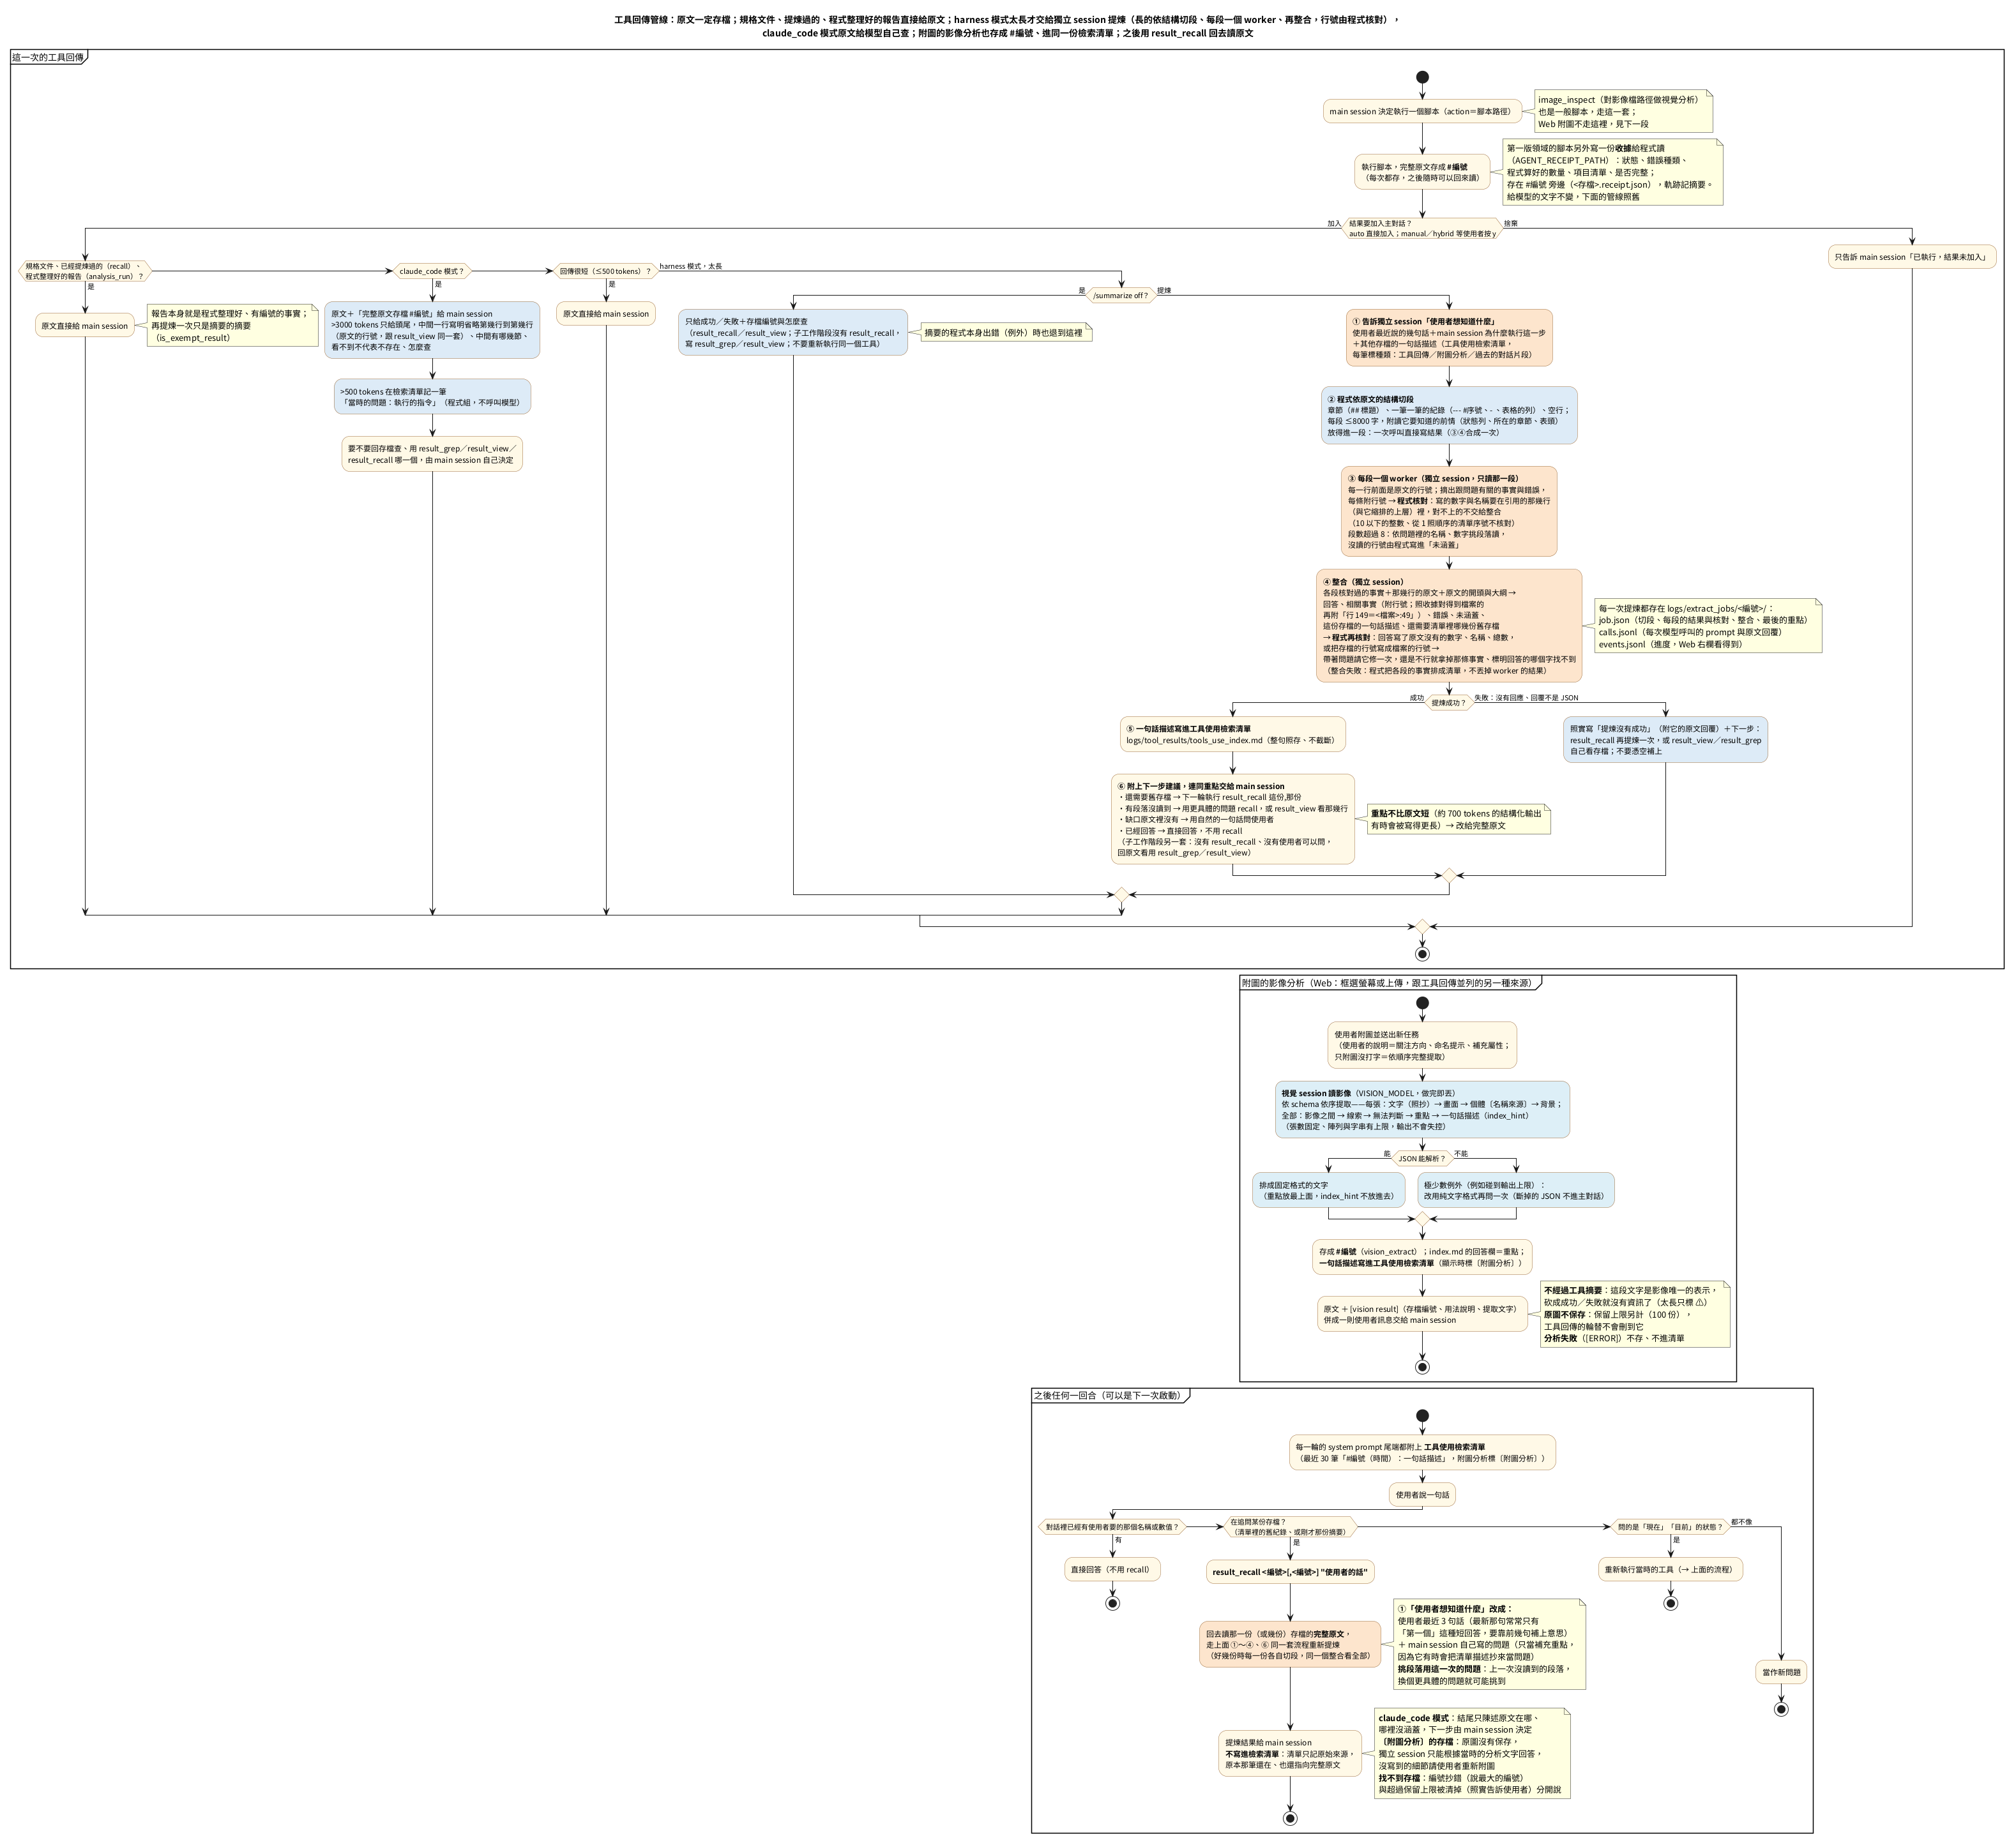 工具回傳管線：原文一定存檔；規格文件、提煉過的、程式整理好的報告直接給原文；harness 模式太長才交給獨立 session 提煉（長的依結構切段、每段一個 worker、再整合，行號由程式核對），
claude_code 模式原文給模型自己查；附圖的影像分析也存成 #編號、進同一份檢索清單；之後用 result_recall 回去讀原文
這一次的工具回傳
main session 決定執行一個腳本（action＝腳本路徑）
image_inspect（對影像檔路徑做視覺分析）
也是一般腳本，走這一套；
Web 附圖不走這裡，見下一段
執行腳本，完整原文存成 #編號
（每次都存，之後隨時可以回來讀）
第一版領域的腳本另外寫一份收據給程式讀
（AGENT_RECEIPT_PATH）：狀態、錯誤種類、
程式算好的數量、項目清單、是否完整；
存在 #編號 旁邊（<存檔>.receipt.json），軌跡記摘要。
給模型的文字不變，下面的管線照舊
結果要加入主對話？
auto 直接加入；manual／hybrid 等使用者按 y
加入
捨棄
只告訴 main session「已執行，結果未加入」
規格文件、已經提煉過的（recall）、
程式整理好的報告（analysis_run）？
是
原文直接給 main session
報告本身就是程式整理好、有編號的事實；
再提煉一次只是摘要的摘要
（is_exempt_result）
claude_code 模式？
是
原文＋「完整原文存檔 #編號」給 main session
>3000 tokens 只給頭尾，中間一行寫明省略第幾行到第幾行
（原文的行號，跟 result_view 同一套）、中間有哪幾節、
看不到不代表不存在、怎麼查
>500 tokens 在檢索清單記一筆
「當時的問題：執行的指令」（程式組，不呼叫模型）
要不要回存檔查、用 result_grep／result_view／
result_recall 哪一個，由 main session 自己決定
回傳很短（≤500 tokens）？
是
原文直接給 main session
harness 模式，太長
/summarize off？
是
提煉
只給成功／失敗＋存檔編號與怎麼查
（result_recall／result_view；子工作階段沒有 result_recall，
寫 result_grep／result_view；不要重新執行同一個工具）
摘要的程式本身出錯（例外）時也退到這裡
① 告訴獨立 session「使用者想知道什麼」
使用者最近說的幾句話＋main session 為什麼執行這一步
＋其他存檔的一句話描述（工具使用檢索清單，
每筆標種類：工具回傳／附圖分析／過去的對話片段）
② 程式依原文的結構切段
章節（## 標題）、一筆一筆的紀錄（--- #序號、- 、表格的列）、空行；
每段 ≤8000 字，附讀它要知道的前情（狀態列、所在的章節、表頭）
放得進一段：一次呼叫直接寫結果（③④合成一次）
③ 每段一個 worker（獨立 session，只讀那一段）
每一行前面是原文的行號；摘出跟問題有關的事實與錯誤，
每條附行號 → 程式核對：寫的數字與名稱要在引用的那幾行
（與它縮排的上層）裡，對不上的不交給整合
（10 以下的整數、從 1 照順序的清單序號不核對）
段數超過 8：依問題裡的名稱、數字挑段落讀，
沒讀的行號由程式寫進「未涵蓋」
④ 整合（獨立 session）
各段核對過的事實＋那幾行的原文＋原文的開頭與大綱 →
回答、相關事實（附行號；照收據對得到檔案的
再附「行 149＝<檔案>:49」）、錯誤、未涵蓋、
這份存檔的一句話描述、還需要清單裡哪幾份舊存檔
→ 程式再核對：回答寫了原文沒有的數字、名稱、總數，
或把存檔的行號寫成檔案的行號 →
帶著問題請它修一次，還是不行就拿掉那條事實、標明回答的哪個字找不到
（整合失敗：程式把各段的事實排成清單，不丟掉 worker 的結果）
每一次提煉都存在 logs/extract_jobs/<編號>/：
job.json（切段、每段的結果與核對、整合、最後的重點）
calls.jsonl（每次模型呼叫的 prompt 與原文回覆）
events.jsonl（進度，Web 右欄看得到）
提煉成功？
成功
失敗：沒有回應、回覆不是 JSON
⑤ 一句話描述寫進工具使用檢索清單
logs/tool_results/tools_use_index.md（整句照存、不截斷）
照實寫「提煉沒有成功」（附它的原文回覆）＋下一步：
result_recall 再提煉一次，或 result_view／result_grep
自己看存檔；不要憑空補上
⑥ 附上下一步建議，連同重點交給 main session
・還需要舊存檔 → 下一輪執行 result_recall 這份,那份
・有段落沒讀到 → 用更具體的問題 recall，或 result_view 看那幾行
・缺口原文裡沒有 → 用自然的一句話問使用者
・已經回答 → 直接回答，不用 recall
（子工作階段另一套：沒有 result_recall、沒有使用者可以問，
回原文看用 result_grep／result_view）
重點不比原文短（約 700 tokens 的結構化輸出
有時會被寫得更長）→ 改給完整原文
附圖的影像分析（Web：框選螢幕或上傳，跟工具回傳並列的另一種來源）
使用者附圖並送出新任務
（使用者的說明＝關注方向、命名提示、補充屬性；
只附圖沒打字＝依順序完整提取）
視覺 session 讀影像（VISION_MODEL，做完即丟）
依 schema 依序提取——每張：文字（照抄）→ 畫面 → 個體〔名稱來源〕→ 背景；
全部：影像之間 → 線索 → 無法判斷 → 重點 → 一句話描述（index_hint）
（張數固定、陣列與字串有上限，輸出不會失控）
JSON 能解析？
能
不能
排成固定格式的文字
（重點放最上面，index_hint 不放進去）
極少數例外（例如碰到輸出上限）：
改用純文字格式再問一次（斷掉的 JSON 不進主對話）
存成 #編號（vision_extract）；index.md 的回答欄＝重點；
一句話描述寫進工具使用檢索清單（顯示時標〔附圖分析〕）
原文 + [vision result]（存檔編號、用法說明、提取文字）
併成一則使用者訊息交給 main session
不經過工具摘要：這段文字是影像唯一的表示，
砍成成功／失敗就沒有資訊了（太長只標 ⚠）
原圖不保存：保留上限另計（100 份），
工具回傳的輪替不會刪到它
分析失敗（[ERROR]）不存、不進清單
之後任何一回合（可以是下一次啟動）
每一輪的 system prompt 尾端都附上 工具使用檢索清單
（最近 30 筆「#編號（時間）：一句話描述」，附圖分析標〔附圖分析〕）
使用者說一句話
對話裡已經有使用者要的那個名稱或數值？
有
直接回答（不用 recall）
在追問某份存檔？
（清單裡的舊紀錄、或剛才那份摘要）
是
result_recall <編號>[,<編號>] "使用者的話"
回去讀那一份（或幾份）存檔的完整原文，
走上面 ①～④、⑥ 同一套流程重新提煉
（好幾份時每一份各自切段，同一個整合看全部）
①「使用者想知道什麼」改成：
使用者最近 3 句話（最新那句常常只有
「第一個」這種短回答，要靠前幾句補上意思）
＋ main session 自己寫的問題（只當補充重點，
因為它有時會把清單描述抄來當問題）
挑段落用這一次的問題：上一次沒讀到的段落，
換個更具體的問題就可能挑到
提煉結果給 main session
不寫進檢索清單：清單只記原始來源，
原本那筆還在、也還指向完整原文
claude_code 模式：結尾只陳述原文在哪、
哪裡沒涵蓋，下一步由 main session 決定
〔附圖分析〕的存檔：原圖沒有保存，
獨立 session 只能根據當時的分析文字回答，
沒寫到的細節請使用者重新附圖
找不到存檔：編號抄錯（說最大的編號）
與超過保留上限被清掉（照實告訴使用者）分開說
問的是「現在」「目前」的狀態？
是
都不像
重新執行當時的工具（→ 上面的流程）
當作新問題